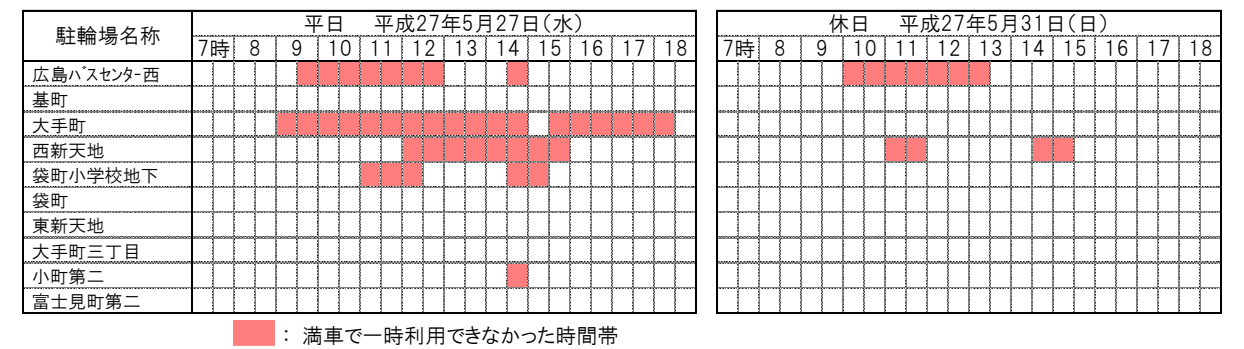 駐輪場名称
平日 平成27年5月27日(水)
7時 8 9 10 11 12 13 14 15 16 17 18
休日 平成27年5月31日(日)
7時 8 9 10 11 12 13 14 15 16 17 18
広島バスセンター西
基町
大手町
西新天地
袋町小学校地下
袋町
東新天地
大手町三丁目
小町第二
富士見町第二
: 満車で一時利用できなかった時間帯